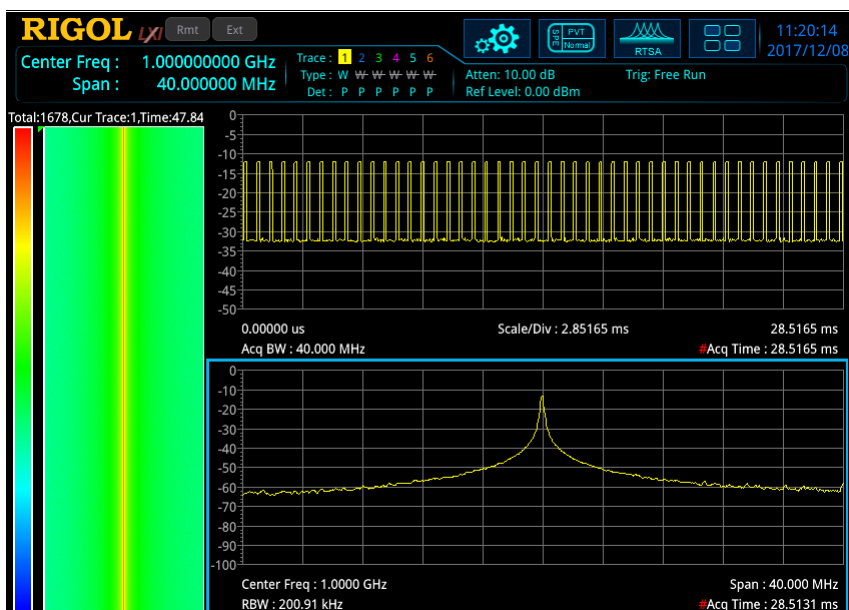 RIGOL LXI Rmt Ext
SPE PVT Normal
RTSA
11:20:14
2017/12/08
Center Freq : 1.000000000 GHz
Span : 40.000000 MHz
Trace : 1 2 3 4 5 6
Type : W W W W W W
Det : P P P P P P
Atten: 10.00 dB
Ref Level: 0.00 dBm
Trig: Free Run
Total:1678,Cur Trace:1,Time:47.84
0
-5
-10
-15
-20
-25
-30
-35
-40
-45
-50
0.00000 us Scale/Div : 2.85165 ms 28.5165 ms
Acq BW : 40.000 MHz #Acq Time : 28.5165 ms
0
-10
-20
-30
-40
-50
-60
-70
-80
-90
-100
Center Freq : 1.0000 GHz Span : 40.000 MHz
RBW : 200.91 kHz #Acq Time : 28.5131 ms